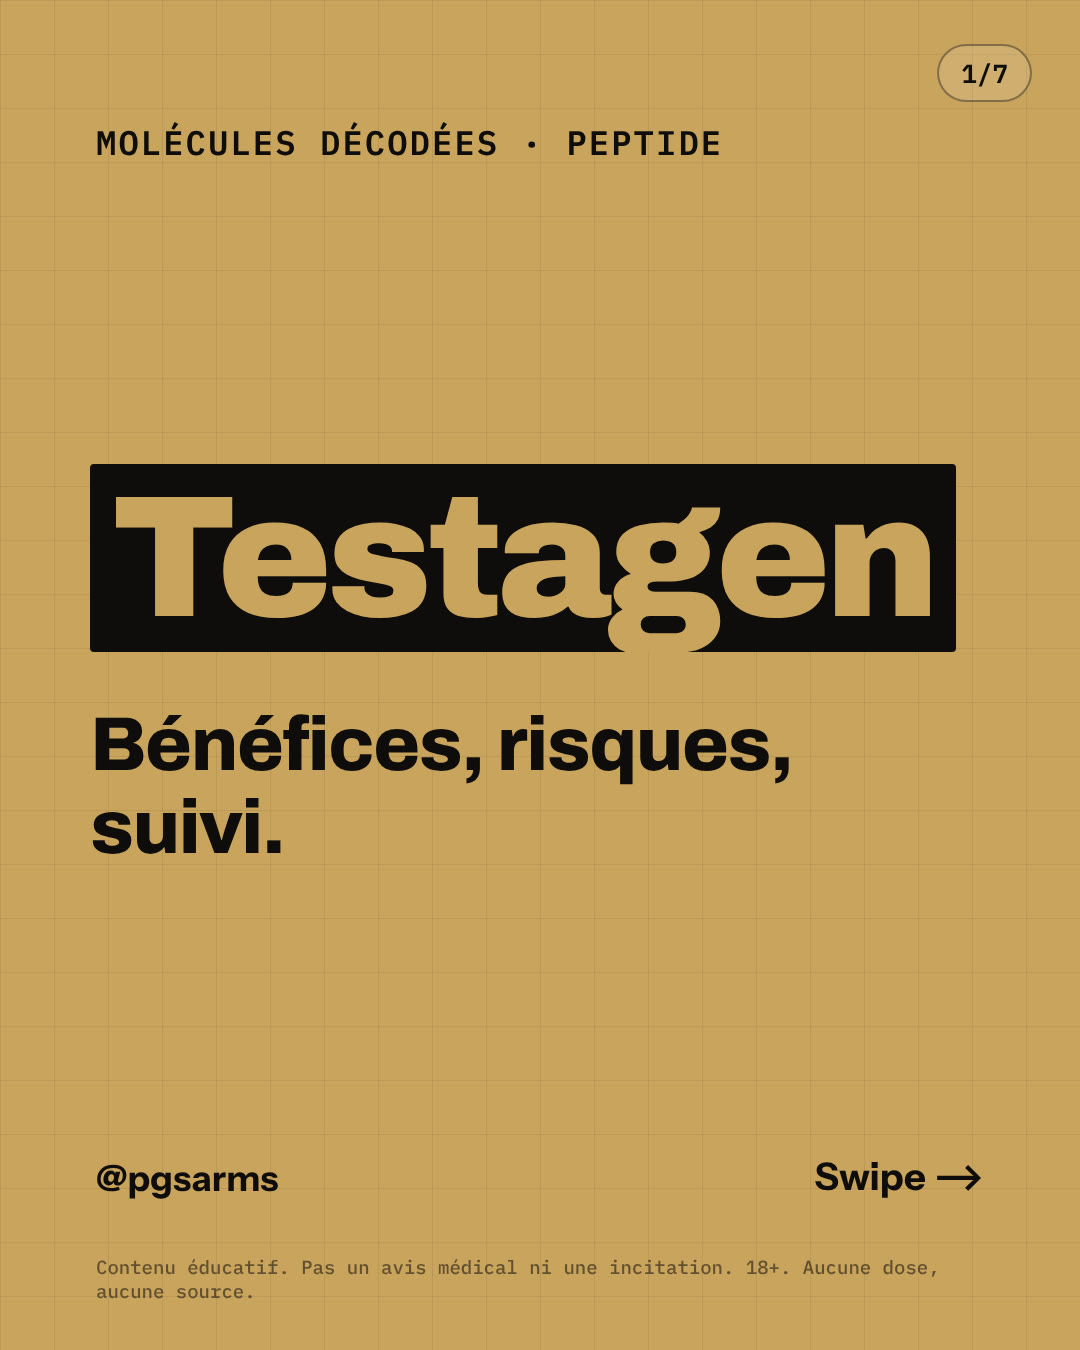 1/7
MOLÉCULES DÉCODÉES · PEPTIDE
Testagen
Bénéfices, risques,
suivi.
@pgsarms
Swipe →
Contenu éducatif. Pas un avis médical ni une incitation. 18+. Aucune dose,
aucune source.